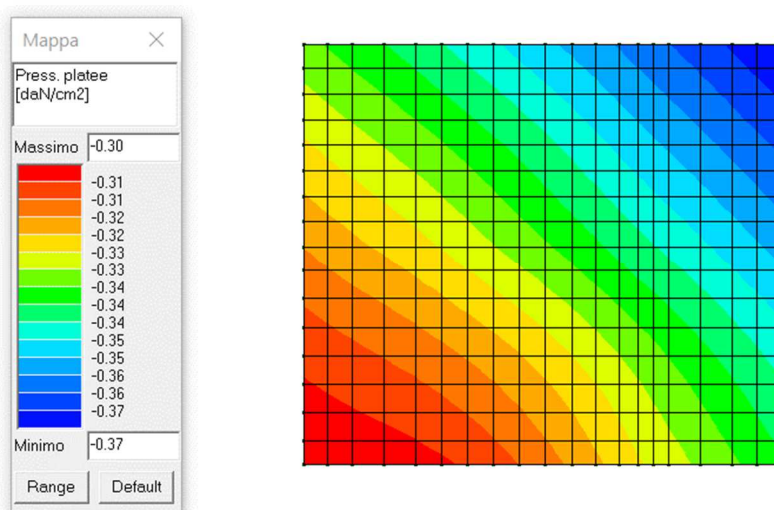 Mappa
Press. platee
[daN/cm2]
Massimo -0.30
-0.31
-0.31
-0.32
-0.32
-0.33
-0.33
-0.34
-0.34
-0.34
-0.35
-0.35
-0.36
-0.36
-0.37
Minimo -0.37
Range Default